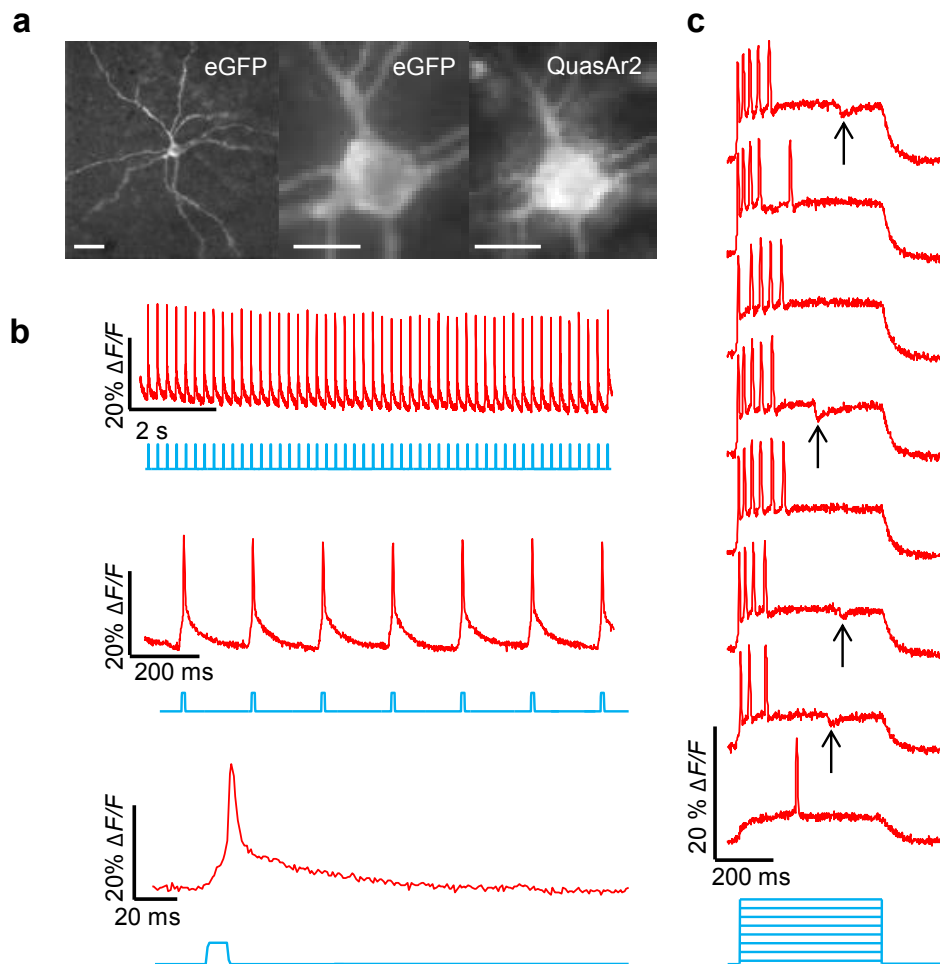 a
eGFP
eGFP
QuasAr2
b
20% ΔF/F
2 s
20% ΔF/F
200 ms
20% ΔF/F
20 ms
c
20 % ΔF/F
200 ms